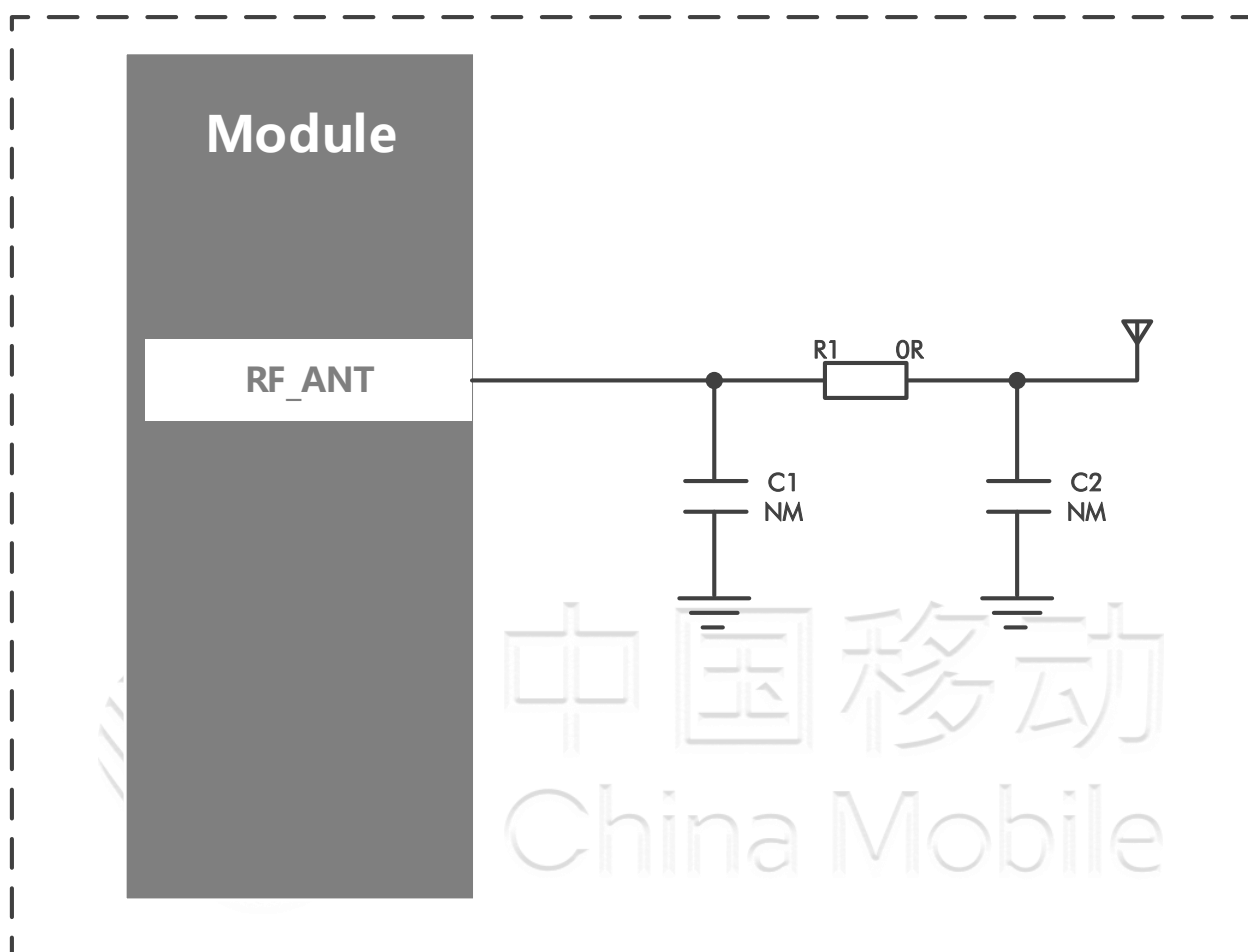 Module
R1 0R
RF_ANT
C1
NM
C2
NM
中国移动
China Mobile